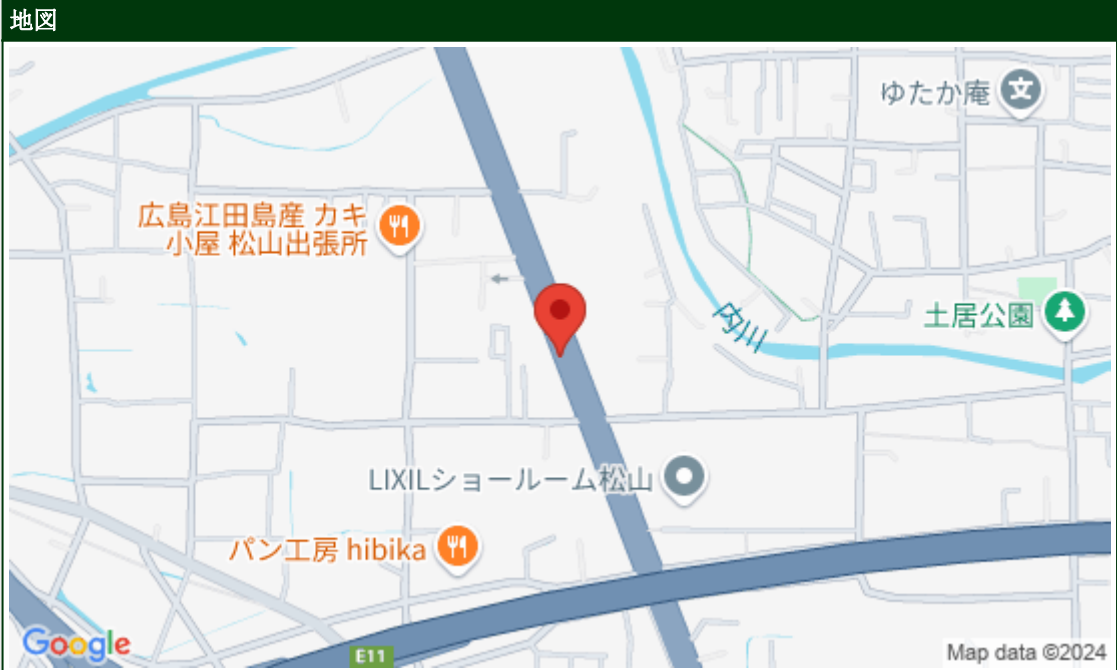 地図
ゆたか庵
広島江田島産 カキ
小屋 松山出張所
内川
土居公園
LIXILショールーム松山
パン工房 hibika
Google
E11
Map data ©2024